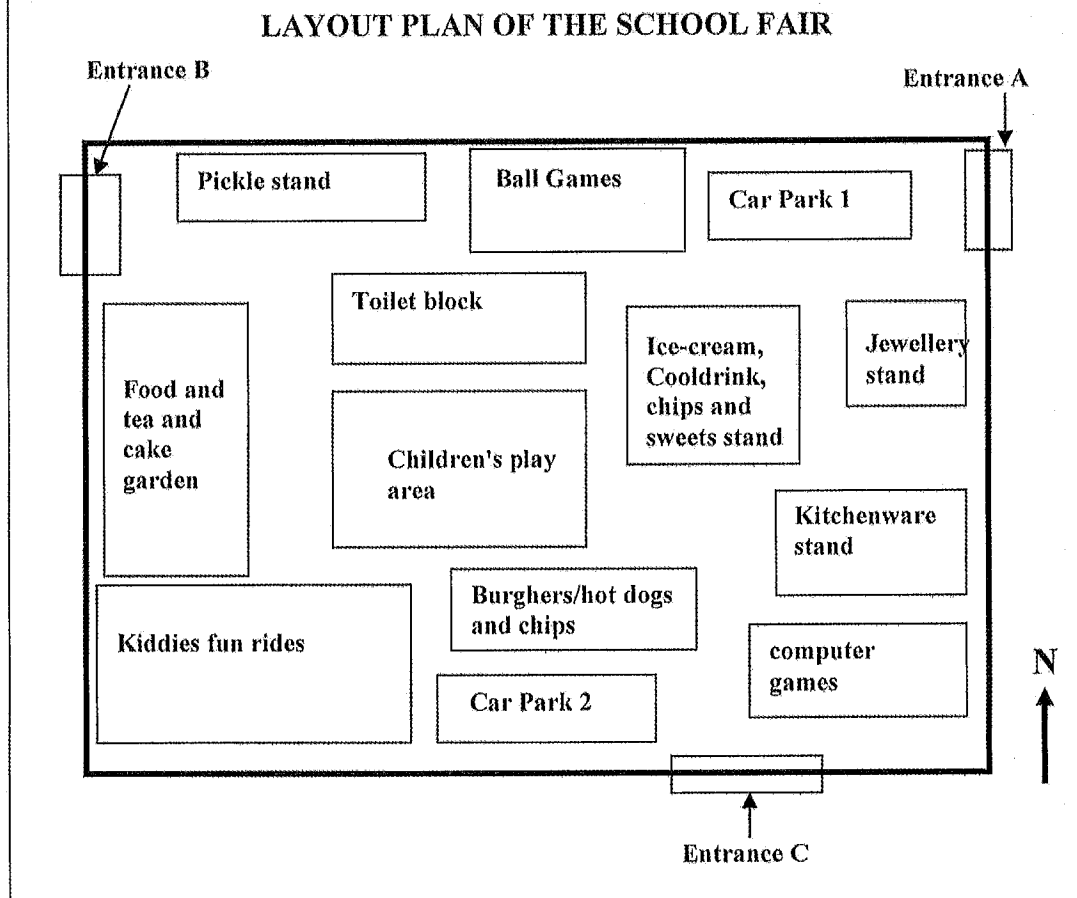 LAYOUT PLAN OF THE SCHOOL FAIR
Entrance B
Entrance A
Pickle stand
Ball Games
Car Park 1
Toilet block
Ice-cream,
Cooldrink,
chips and
sweets stand
Jewellery
stand
Food and
tea and
cake
garden
Children's play
area
Kitchenware
stand
Burghers/hot dogs
and chips
Kiddies fun rides
computer
games
N
Car Park 2
Entrance C